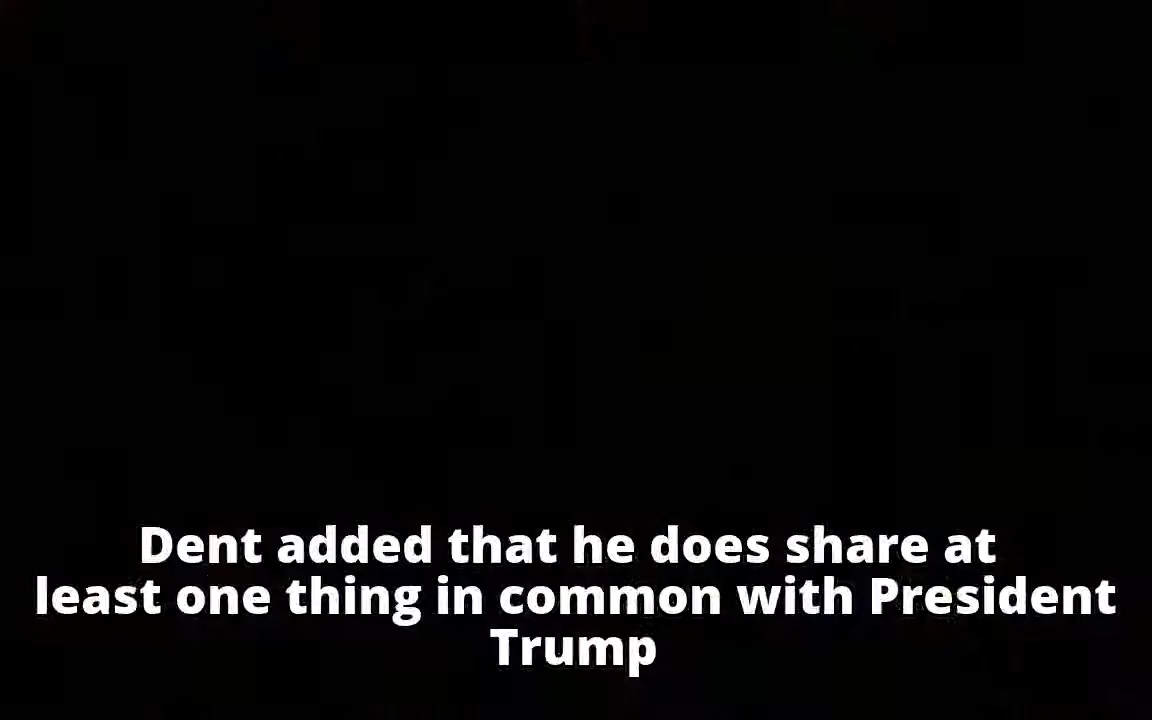 Dent added that he does share at
least one thing in common with President
Trump